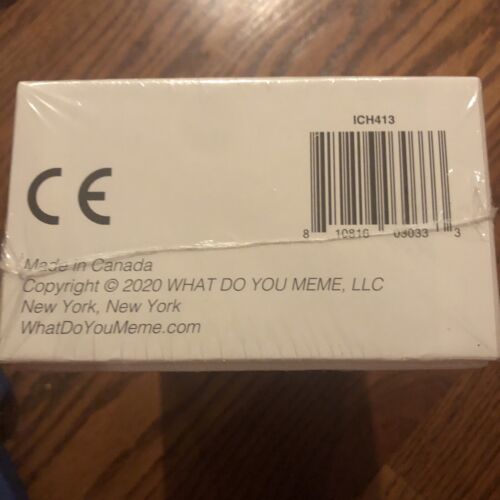 ICH413
CE
8 10816 03033 3
Made in Canada
Copyright © 2020 WHAT DO YOU MEME, LLC
New York, New York
WhatDoYouMeme.com